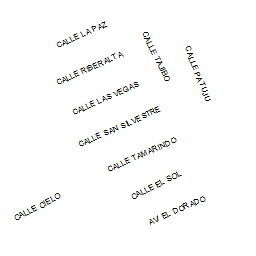 CALLE LA PAZ
CALLE RIBERALTA
CALLE TAJIBO
CALLE PATUJU
CALLE LAS VEGAS
CALLE SAN SILVESTRE
CALLE TAMARINDO
CALLE EL SOL
CALLE CIELO
AV/ EL DORADO